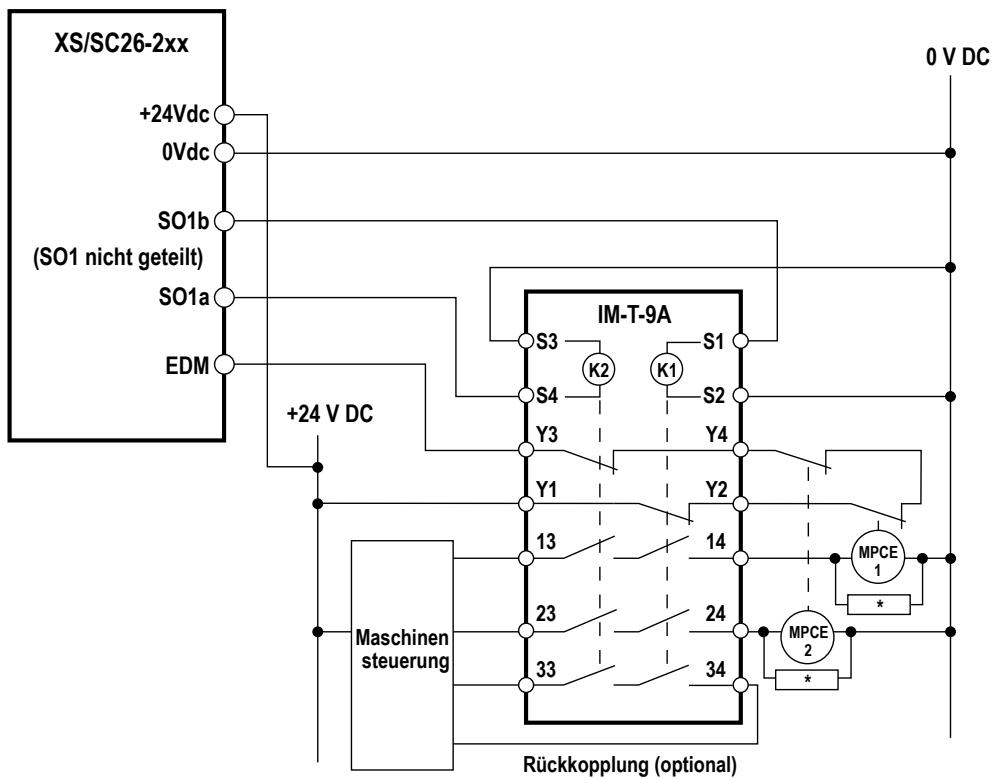 XS/SC26-2xx
0 V DC
+24Vdc
0Vdc
SO1b
(SO1 nicht geteilt)
SO1a
EDM
IM-T-9A
S3
S1
K2
K1
S4
S2
+24 V DC
Y3
Y4
Y1
Y2
13
14
MPCE
1
*
23
24
MPCE
2
*
Maschinen
steuerung
33
34
Rückkopplung (optional)